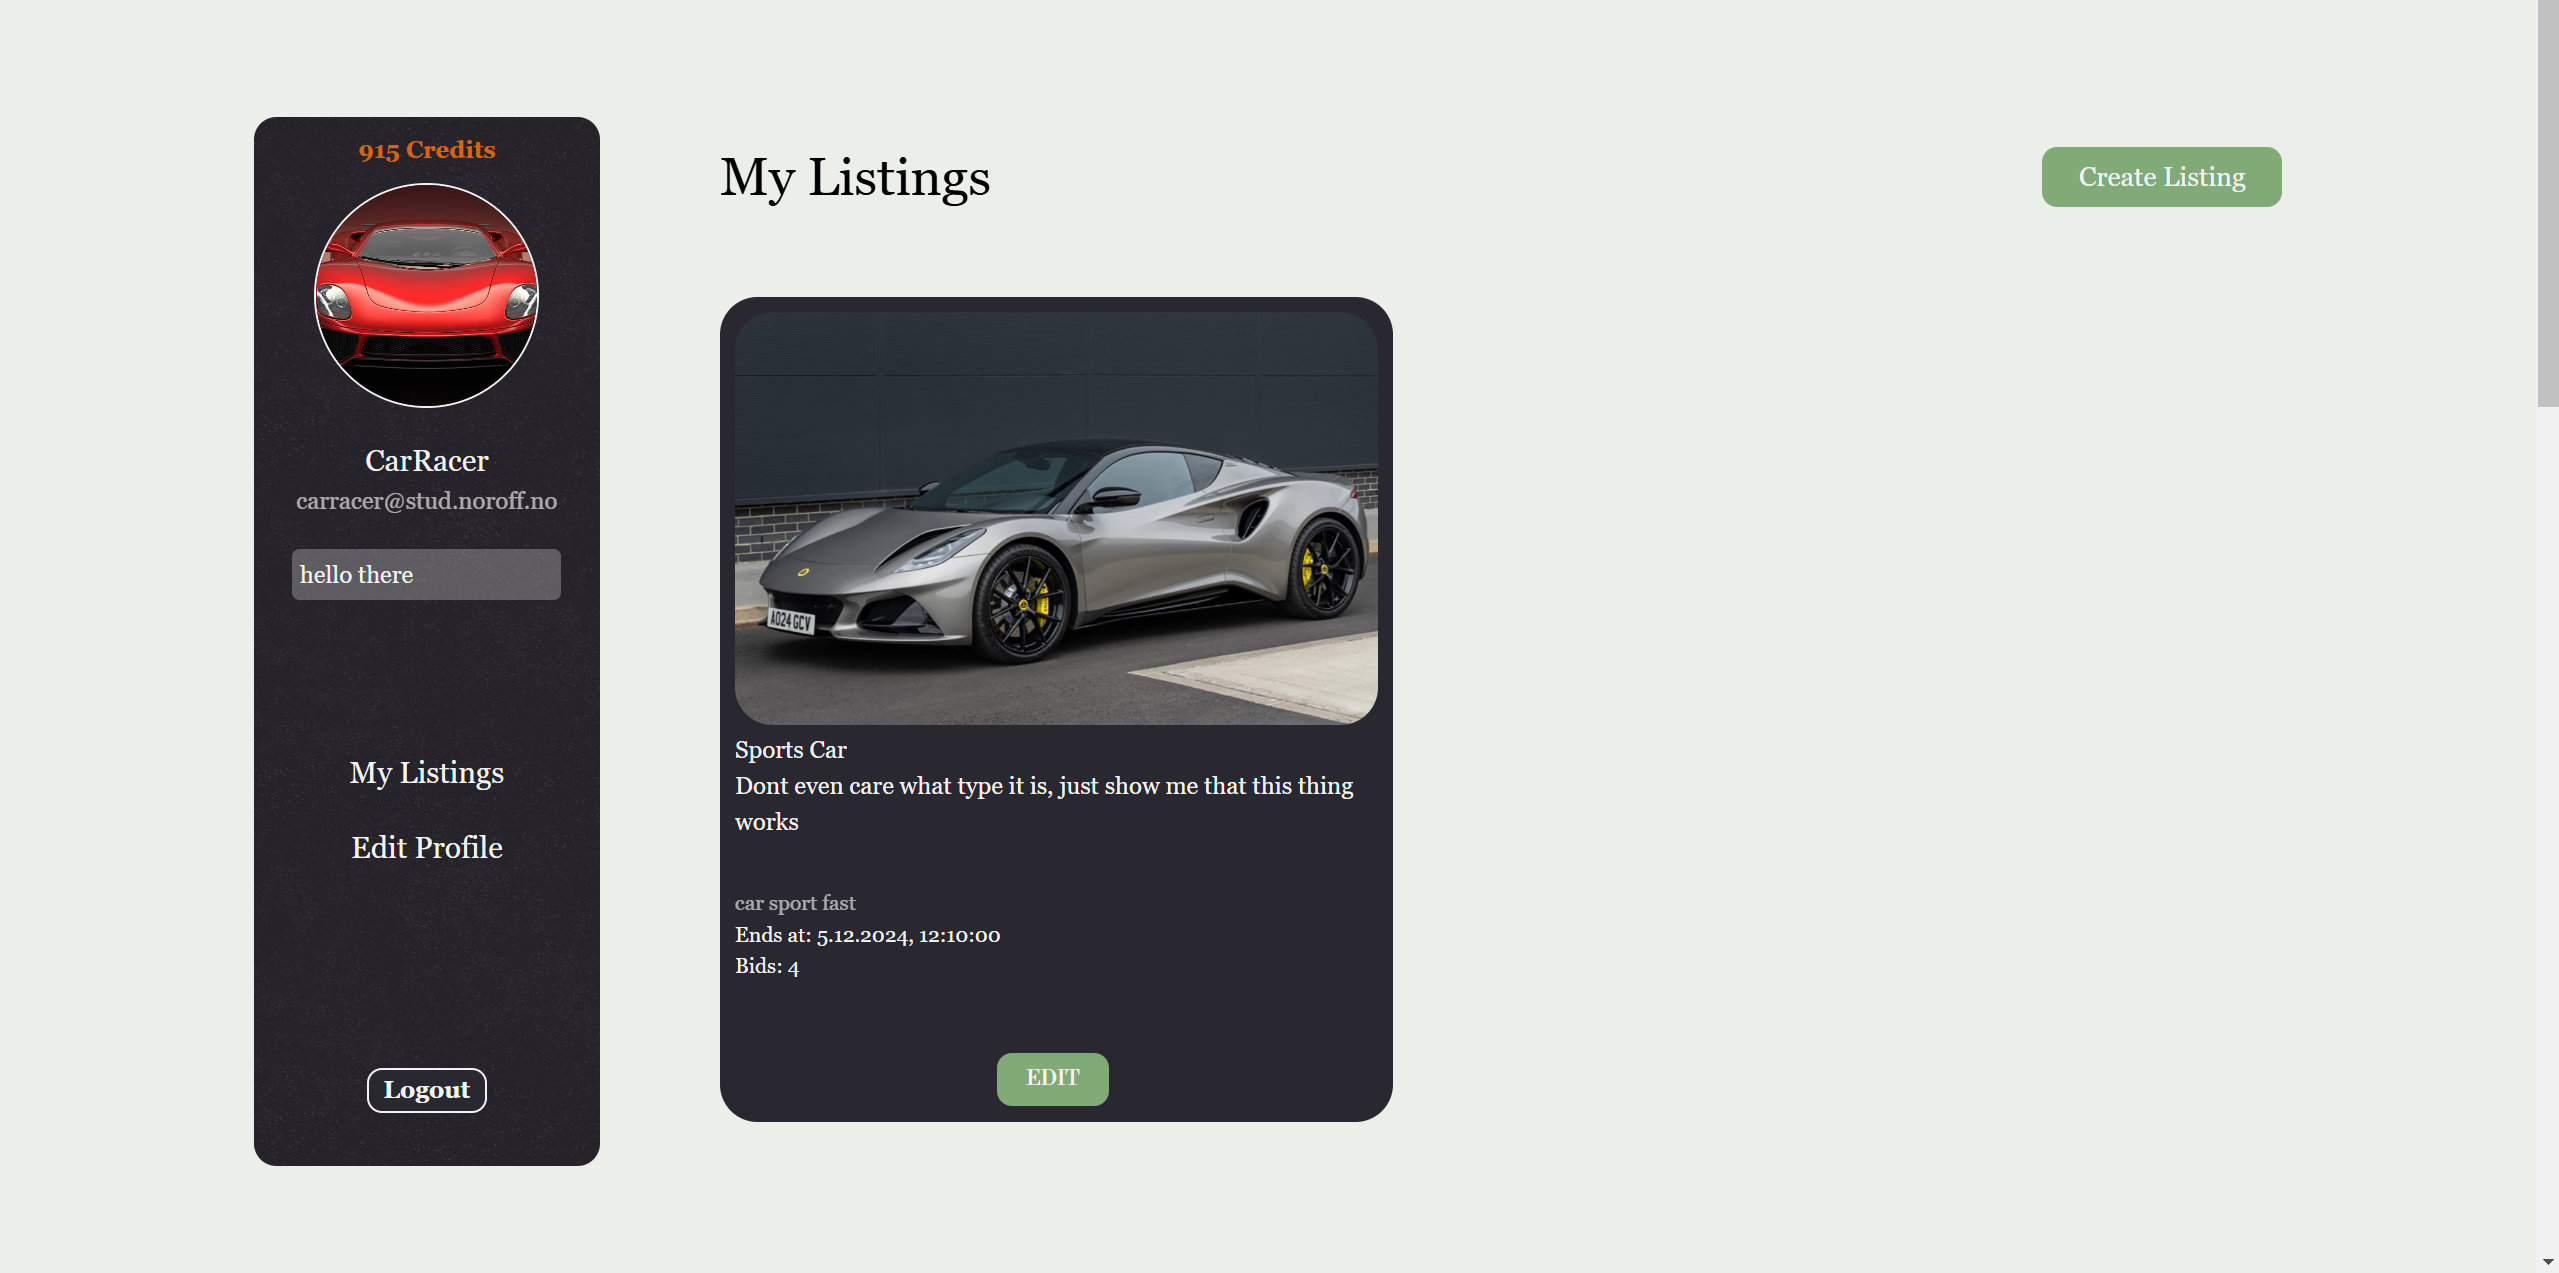 915 Credits
CarRacer
carracer@stud.noroff.no
hello there
My Listings
Edit Profile
Logout
My Listings
Create Listing
AO24 GCV
Sports Car
Dont even care what type it is, just show me that this thing
works
car sport fast
Ends at: 5.12.2024, 12:10:00
Bids: 4
EDIT